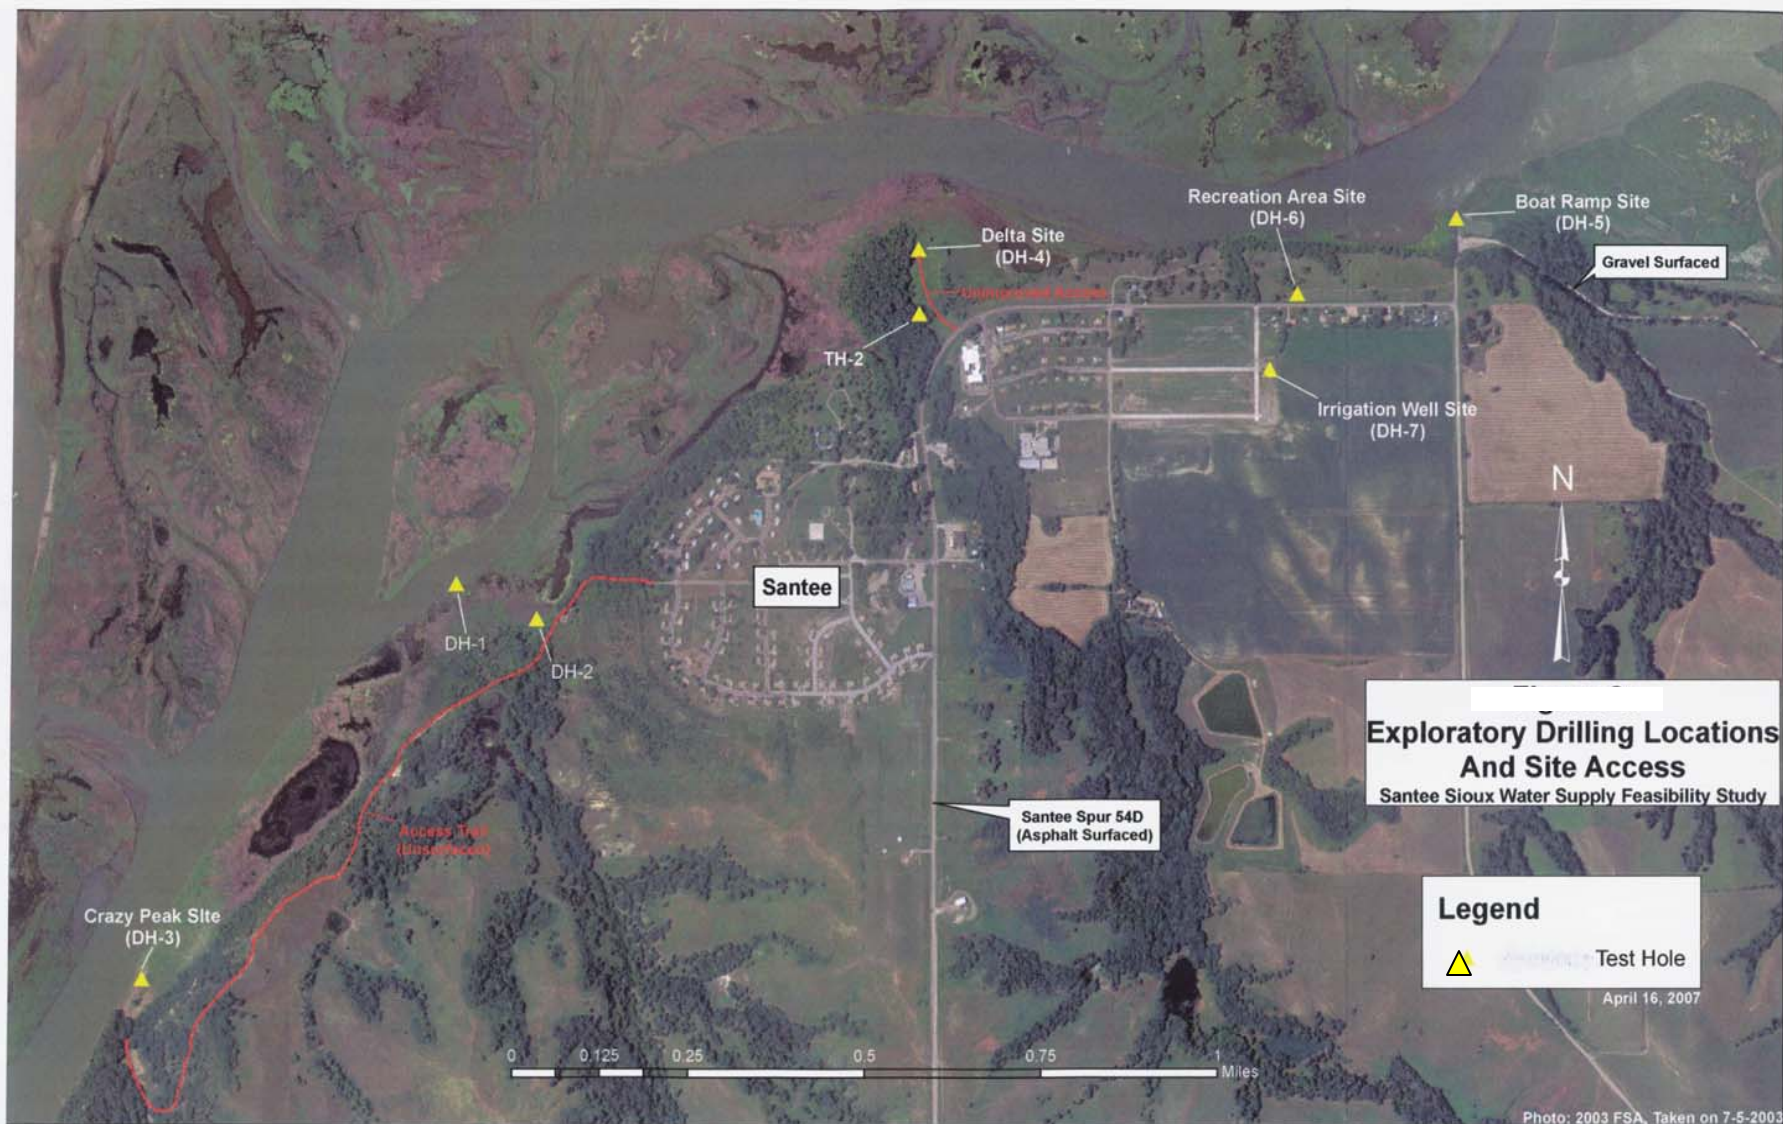 Recreation Area Site
(DH-6)
Boat Ramp Site
(DH-5)
Delta Site
(DH-4)
Gravel Surfaced
Unimproved Access
TH-2
Irrigation Well Site
(DH-7)
N
Santee
DH-1
DH-2
Exploratory Drilling Locations
And Site Access
Santee Sioux Water Supply Feasibility Study
Santee Spur 54D
(Asphalt Surfaced)
Access Trail
(Unsurfaced)
Crazy Peak SIte
(DH-3)
Legend
Test Hole
April 16, 2007
0 0.125 0.25 0.5 0.75 1
Miles
Photo: 2003 FSA, Taken on 7-5-2003